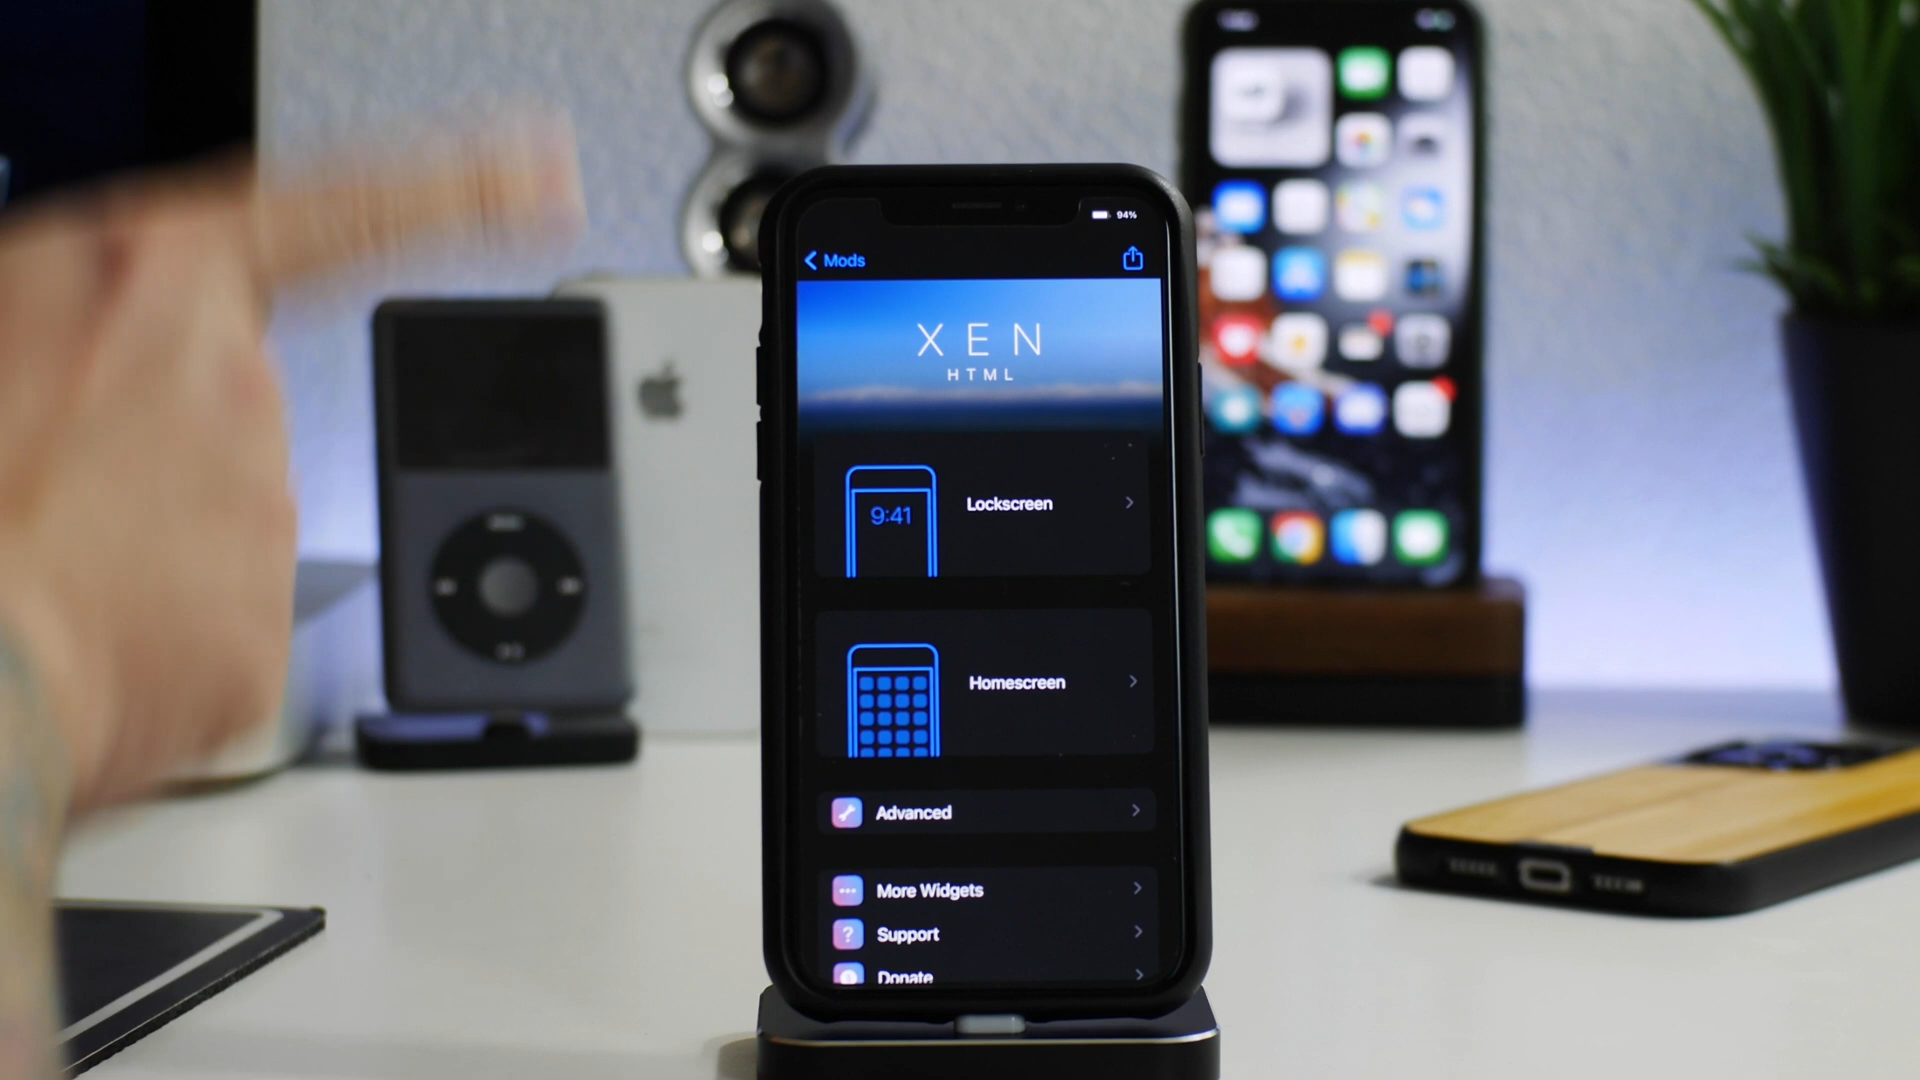 94%
Mods
XEN
HTML
9:41
Lockscreen
Homescreen
Advanced
More Widgets
Support
Donate